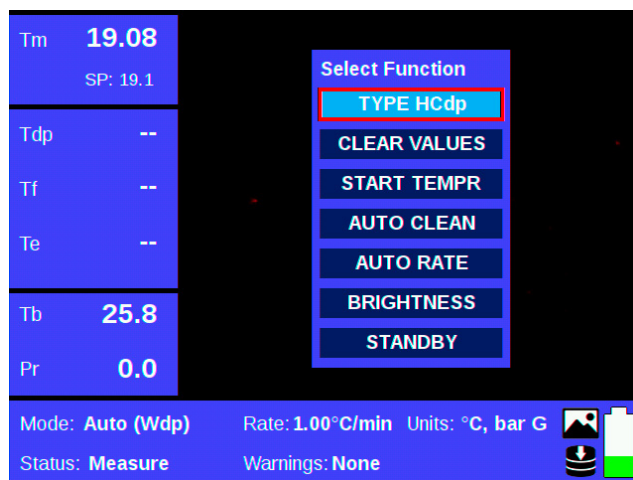 Tm 19.08
SP: 19.1
Tdp --
Tf --
Te --
Tb 25.8
Pr 0.0
Select Function
TYPE HCdp
CLEAR VALUES
START TEMPR
AUTO CLEAN
AUTO RATE
BRIGHTNESS
STANDBY
Mode: Auto (Wdp) Rate: 1.00°C/min Units: °C, bar G
Status: Measure Warnings: None